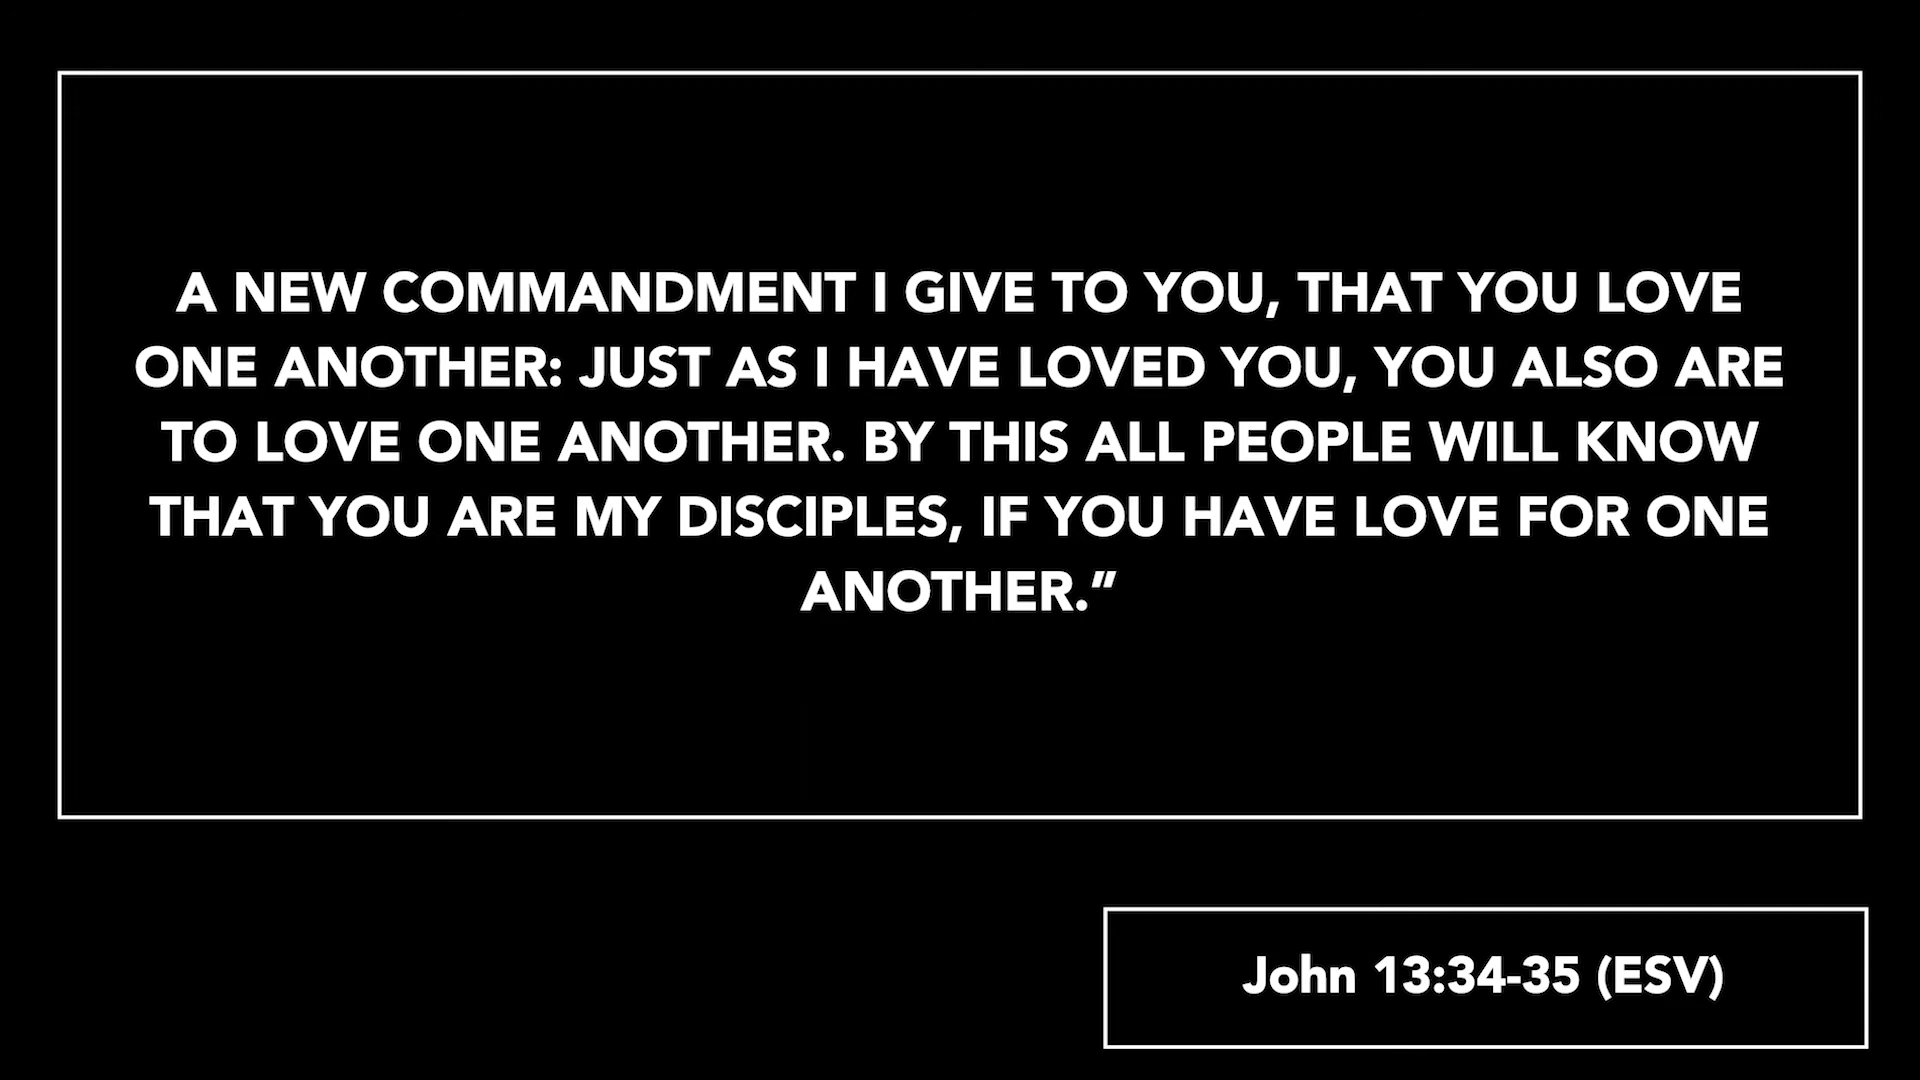 A NEW COMMANDMENT I GIVE TO YOU, THAT YOU LOVE
ONE ANOTHER: JUST AS I HAVE LOVED YOU, YOU ALSO ARE
TO LOVE ONE ANOTHER. BY THIS ALL PEOPLE WILL KNOW
THAT YOU ARE MY DISCIPLES, IF YOU HAVE LOVE FOR ONE
ANOTHER.”
John 13:34-35 (ESV)